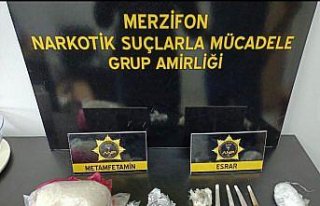 MERZİFON
NARKOTİK SUÇLARLA MÜCADELE
GRUP AMİRLİĞİ
METAMFETAMİN
ESRAR